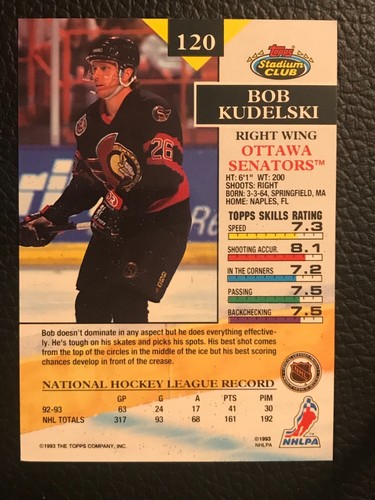 120
Topps
Stadium
CLUB
BOB
KUDELSKI
RIGHT WING
OTTAWA
SENATORS™
HT: 6'1" WT: 200
SHOOTS: RIGHT
BORN: 3-3-64, SPRINGFIELD, MA
HOME: NAPLES, FL
TOPPS SKILLS RATING
SPEED 7.3
SHOOTING ACCUR. 8.1
IN THE CORNERS 7.2
PASSING 7.5
BACKCHECKING 7.5
26
Bob doesn't dominate in any aspect but he does everything effective-
ly. He's tough on his skates and picks his spots. His best shot comes
from the top of the circles in the middle of the ice but his best scoring
chances develop in front of the crease.
NATIONAL HOCKEY LEAGUE RECORD
GP G A PTS PIM
92-93 63 24 17 41 30
NHL TOTALS 317 93 68 161 192
NHL
©1993 THE TOPPS COMPANY, INC.
©1993
NHLPA
NHLPA